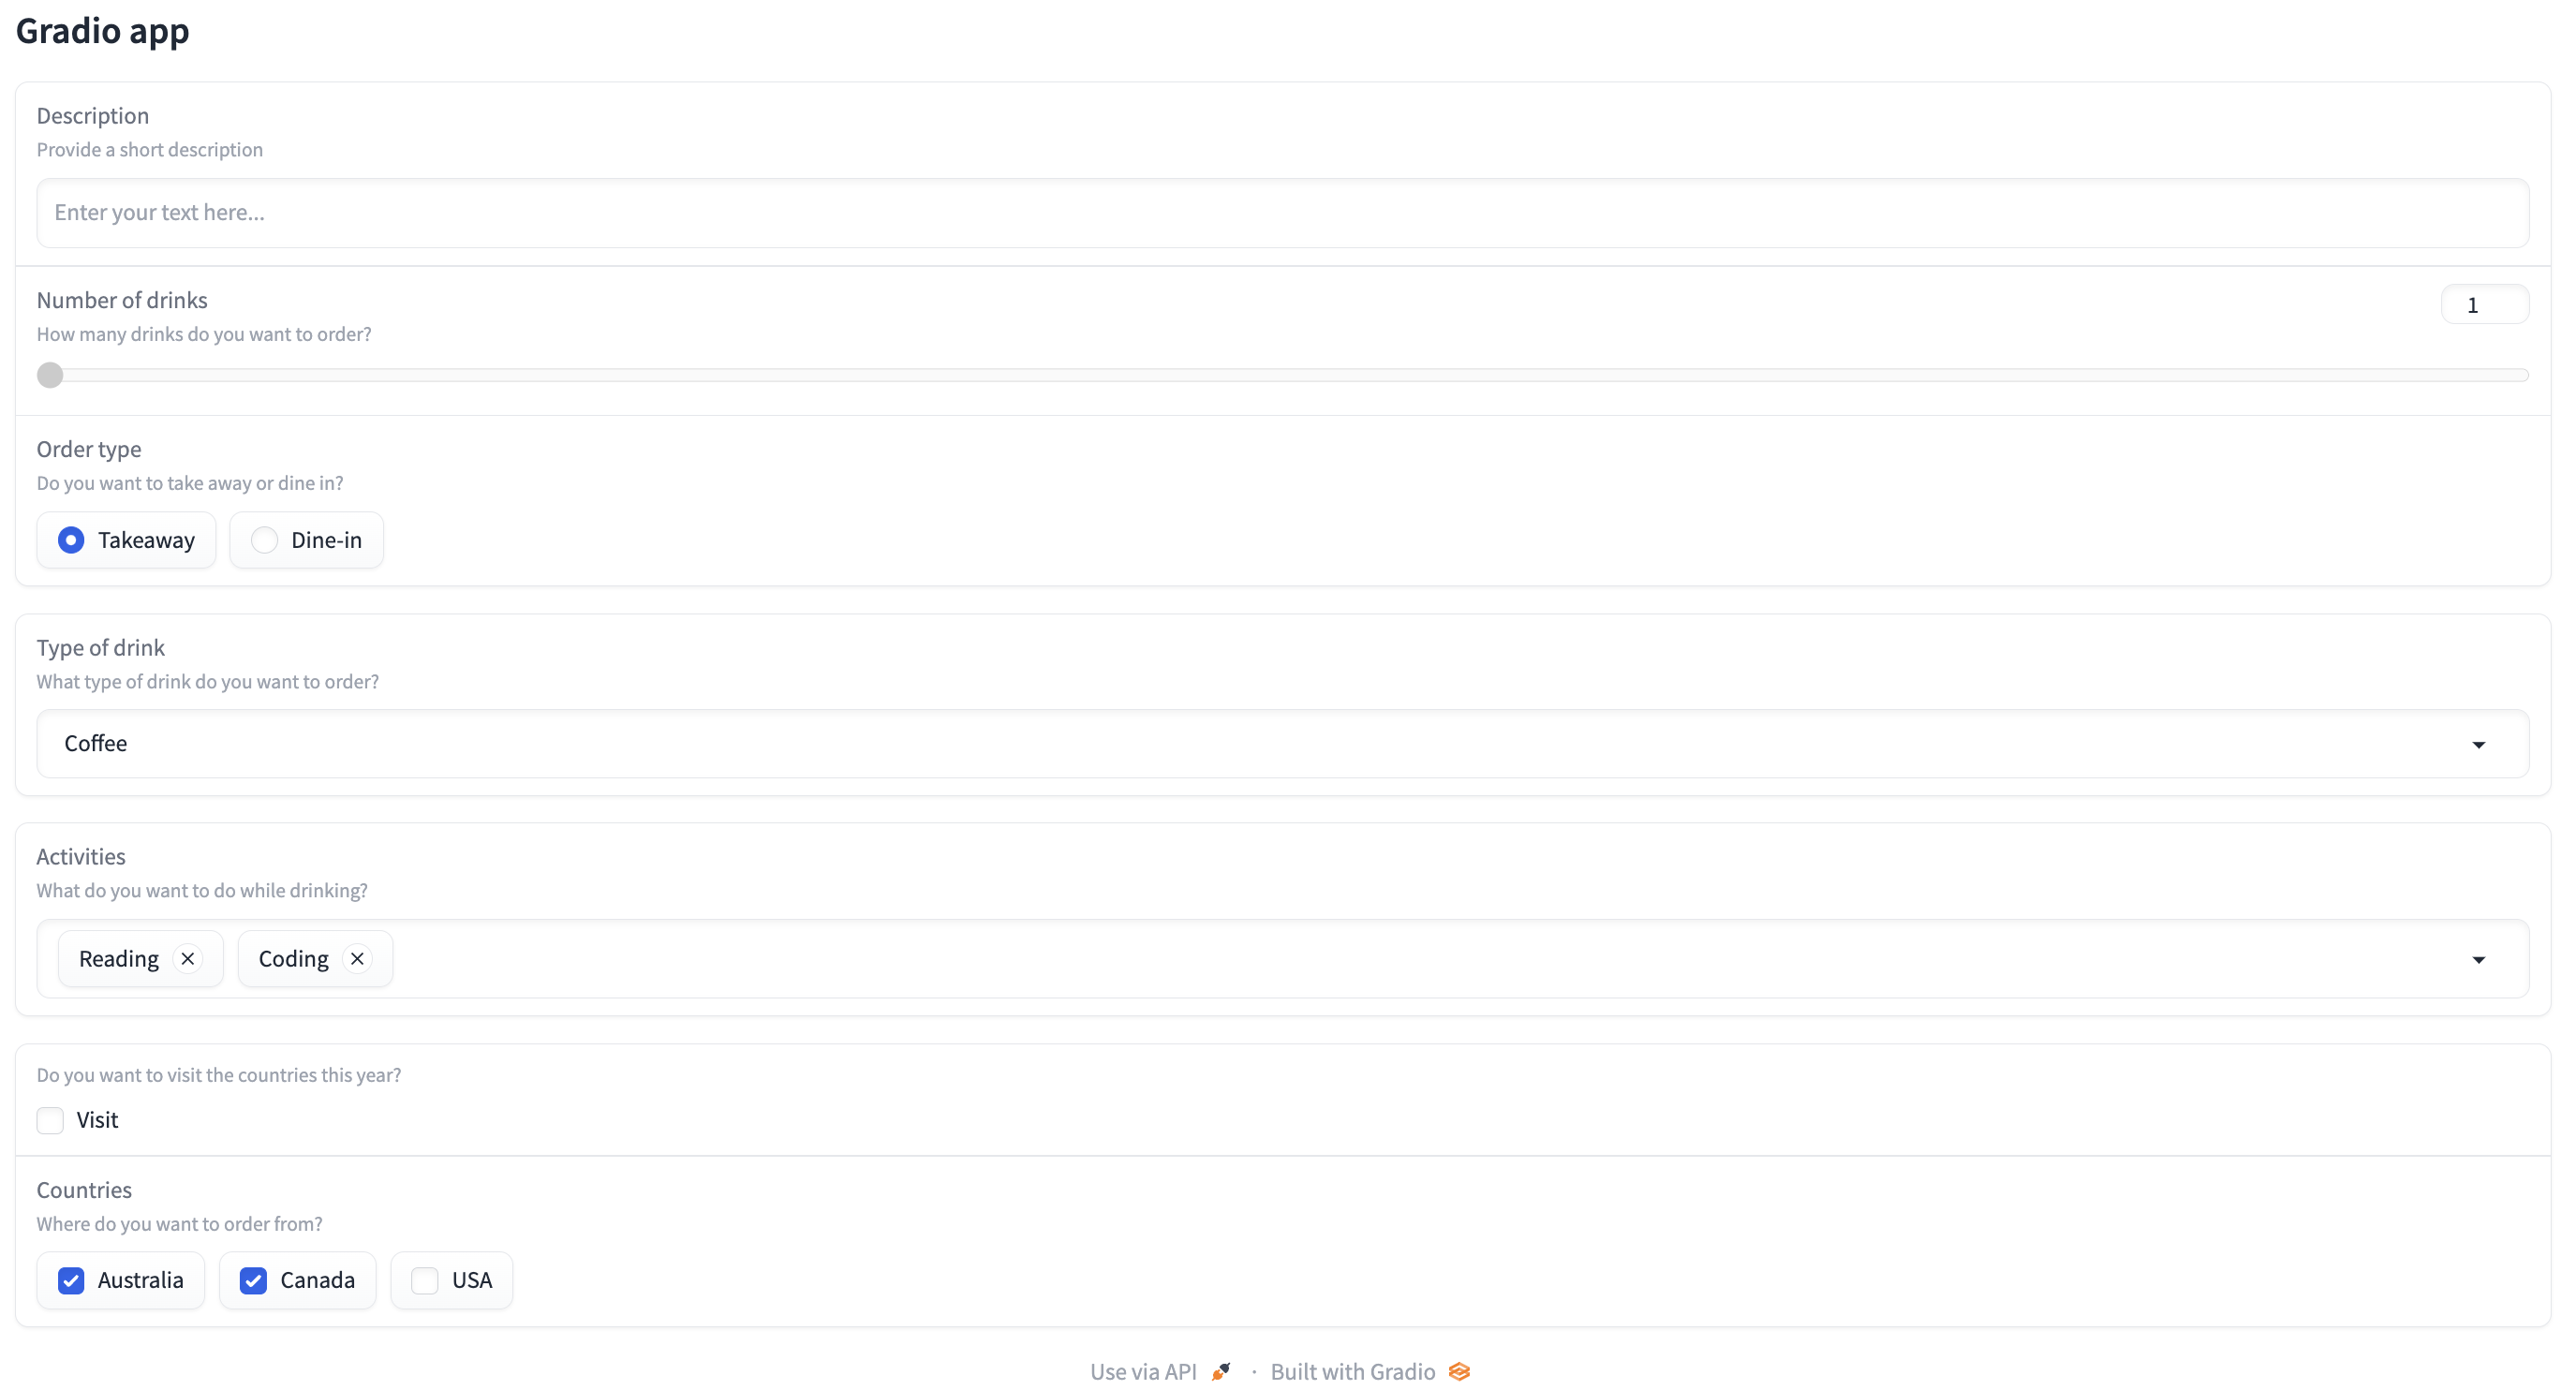 Gradio app
Description
Provide a short description
Enter your text here...
Number of drinks
1
How many drinks do you want to order?
Order type
Do you want to take away or dine in?
Takeaway Dine-in
Type of drink
What type of drink do you want to order?
Coffee
Activities
What do you want to do while drinking?
Reading Coding
Do you want to visit the countries this year?
Visit
Countries
Where do you want to order from?
Australia Canada USA
Use via API · Built with Gradio